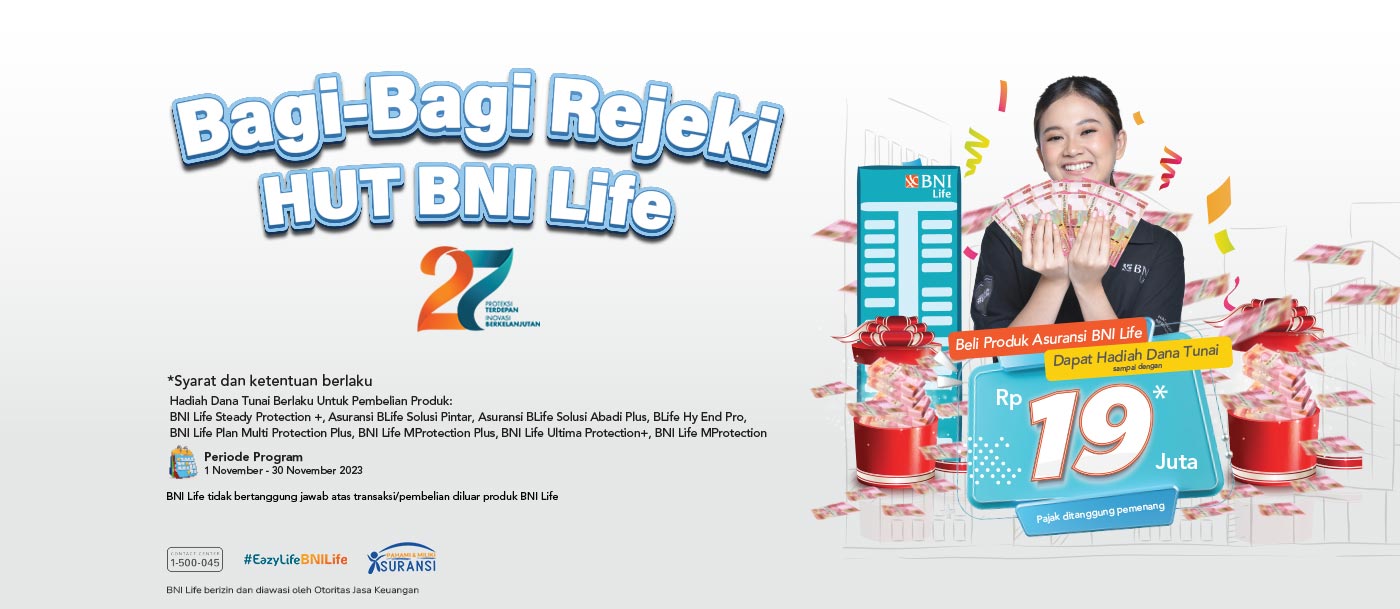 Bagi-Bagi Rejeki
HUT BNI Life
27
PROTEKSI
TERDEPAN
INOVASI
BERKELANJUTAN
*Syarat dan ketentuan berlaku
Hadiah Dana Tunai Berlaku Untuk Pembelian Produk:
BNI Life Steady Protection +, Asuransi BLife Solusi Pintar, Asuransi BLife Solusi Abadi Plus, BLife Hy End Pro,
BNI Life Plan Multi Protection Plus, BNI Life MProtection Plus, BNI Life Ultima Protection+, BNI Life MProtection
Periode Program
1 November - 30 November 2023
BNI Life tidak bertanggung jawab atas transaksi/pembelian diluar produk BNI Life
CONTACT CENTER
1-500-045
#EazyLifeBNILife
PAHAMI & MILIKI
ASURANSI
BNI Life berizin dan diawasi oleh Otoritas Jasa Keuangan
BNI
Life
BNI
Beli Produk Asuransi BNI Life
Dapat Hadiah Dana Tunai
sampai dengan
Rp 19* Juta
Pajak ditanggung pemenang